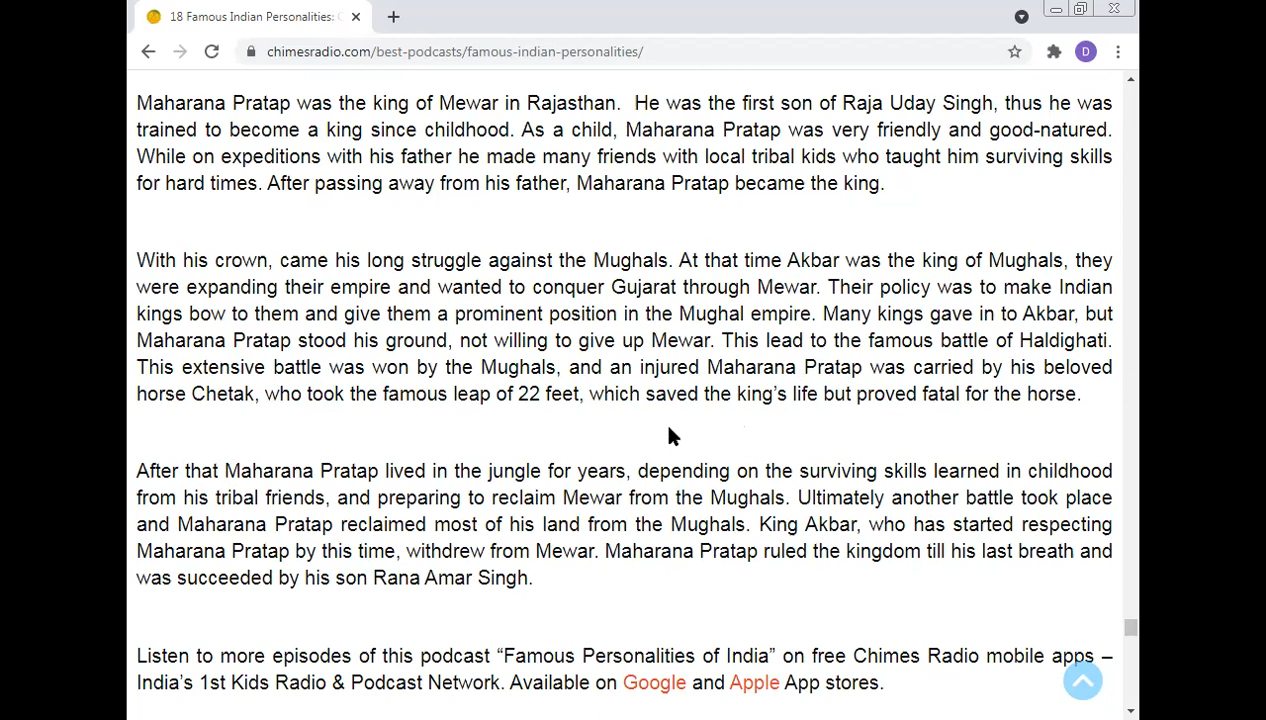 18 Famous Indian Personalities:
chimesradio.com/best-podcasts/famous-indian-personalities/
D
Maharana Pratap was the king of Mewar in Rajasthan.  He was the first son of Raja Uday Singh, thus he was
trained to become a king since childhood. As a child, Maharana Pratap was very friendly and good-natured.
While on expeditions with his father he made many friends with local tribal kids who taught him surviving skills
for hard times. After passing away from his father, Maharana Pratap became the king.
With his crown, came his long struggle against the Mughals. At that time Akbar was the king of Mughals, they
were expanding their empire and wanted to conquer Gujarat through Mewar. Their policy was to make Indian
kings bow to them and give them a prominent position in the Mughal empire. Many kings gave in to Akbar, but
Maharana Pratap stood his ground, not willing to give up Mewar. This lead to the famous battle of Haldighati.
This extensive battle was won by the Mughals, and an injured Maharana Pratap was carried by his beloved
horse Chetak, who took the famous leap of 22 feet, which saved the king’s life but proved fatal for the horse.
After that Maharana Pratap lived in the jungle for years, depending on the surviving skills learned in childhood
from his tribal friends, and preparing to reclaim Mewar from the Mughals. Ultimately another battle took place
and Maharana Pratap reclaimed most of his land from the Mughals. King Akbar, who has started respecting
Maharana Pratap by this time, withdrew from Mewar. Maharana Pratap ruled the kingdom till his last breath and
was succeeded by his son Rana Amar Singh.
Listen to more episodes of this podcast “Famous Personalities of India” on free Chimes Radio mobile apps –
India’s 1st Kids Radio & Podcast Network. Available on Google and Apple App stores.